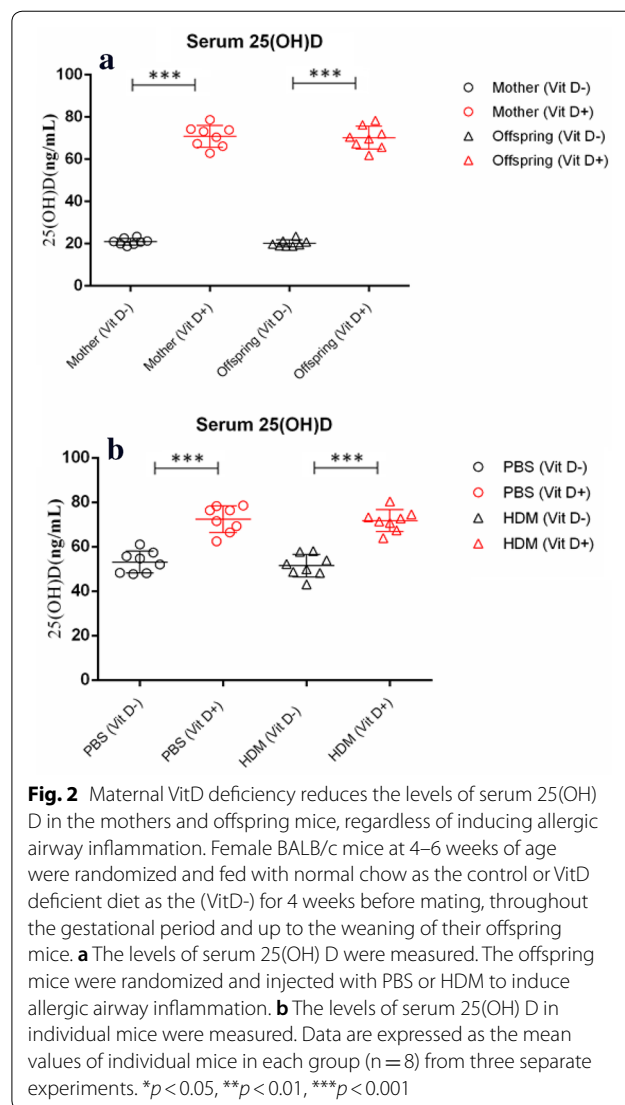 Serum 25(OH)D
a
***
***
100
80
60
40
20
0
25(OH)D(ng/mL)
Mother (Vit D-)
Mother (Vit D+)
Offspring (Vit D-)
Offspring (Vit D+)
Mother (Vit D-)
Mother (Vit D+)
Offspring (Vit D-)
Offspring (Vit D+)
Serum 25(OH)D
b
***
***
100
80
60
40
20
0
25(OH)D(ng/mL)
PBS (Vit D-)
PBS (Vit D+)
HDM (Vit D-)
HDM (Vit D+)
PBS (Vit D-)
PBS (Vit D+)
HDM (Vit D-)
HDM (Vit D+)
Fig. 2 Maternal VitD deficiency reduces the levels of serum 25(OH)
D in the mothers and offspring mice, regardless of inducing allergic
airway inflammation. Female BALB/c mice at 4–6 weeks of age
were randomized and fed with normal chow as the control or VitD
deficient diet as the (VitD-) for 4 weeks before mating, throughout
the gestational period and up to the weaning of their offspring
mice. a The levels of serum 25(OH) D were measured. The offspring
mice were randomized and injected with PBS or HDM to induce
allergic airway inflammation. b The levels of serum 25(OH) D in
individual mice were measured. Data are expressed as the mean
values of individual mice in each group (n = 8) from three separate
experiments. *p < 0.05, **p < 0.01, ***p < 0.001